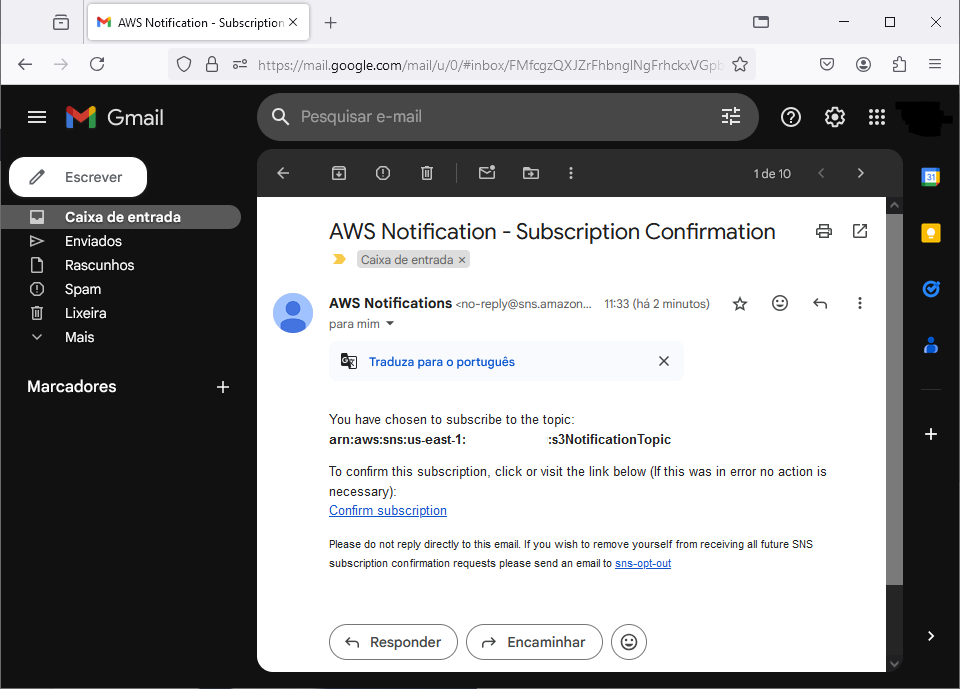 AWS Notification - Subscription
https://mail.google.com/mail/u/0/#inbox/FMfcgzQXJZrFhbnglNgFrhckxVGpb
Gmail
Pesquisar e-mail
Escrever
Caixa de entrada
Enviados
Rascunhos
Spam
Lixeira
Mais
Marcadores
1 de 10
AWS Notification - Subscription Confirmation
Caixa de entrada ×
AWS Notifications <no-reply@sns.amazon... 11:33 (há 2 minutos)
para mim
Traduza para o português
You have chosen to subscribe to the topic:
arn:aws:sns:us-east-1: :s3NotificationTopic
To confirm this subscription, click or visit the link below (If this was in error no action is
necessary):
Confirm subscription
Please do not reply directly to this email. If you wish to remove yourself from receiving all future SNS
subscription confirmation requests please send an email to sns-opt-out
Responder
Encaminhar
31